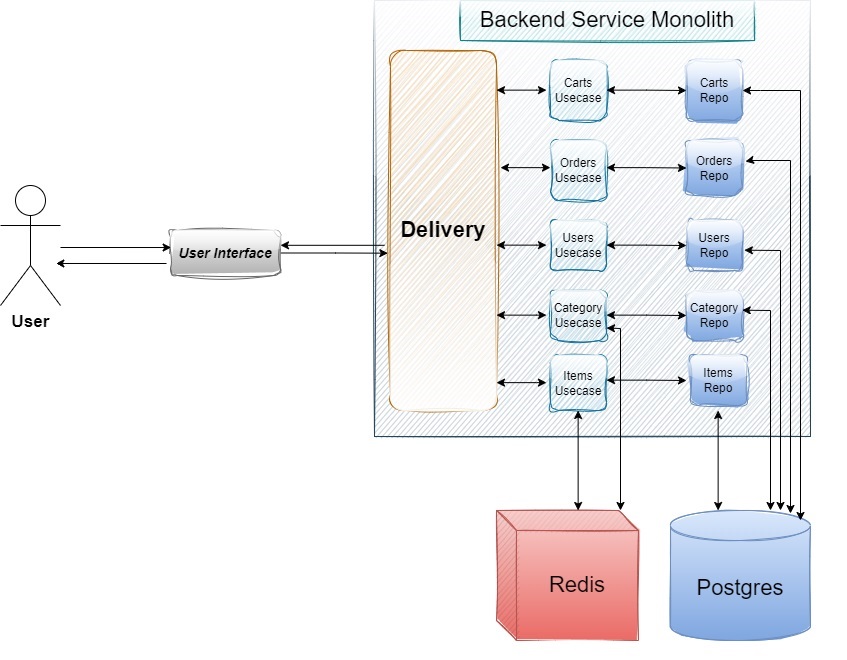 Backend Service Monolith
Carts
Usecase
Carts
Repo
Orders
Usecase
Orders
Repo
Delivery
Users
Usecase
Users
Repo
User Interface
Category
Usecase
Category
Repo
User
Items
Usecase
Items
Repo
Redis
Postgres